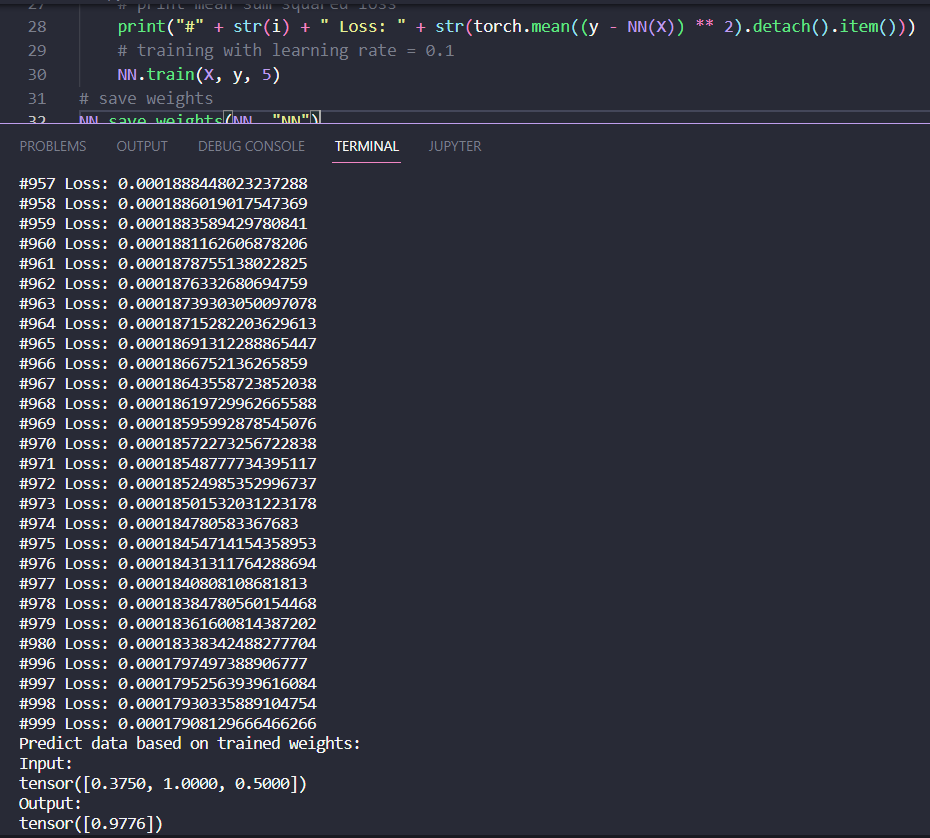 27 # print mean sum squared loss
28 print("#" + str(i) + " Loss: " + str(torch.mean((y - NN(X)) ** 2).detach().item()))
29 # training with learning rate = 0.1
30 NN.train(X, y, 5)
31 # save weights
32 NN.save_weights(NN, "NN")
PROBLEMS OUTPUT DEBUG CONSOLE TERMINAL JUPYTER
#957 Loss: 0.0001888448023237288
#958 Loss: 0.0001886019017547369
#959 Loss: 0.0001883589429780841
#960 Loss: 0.0001881162606878206
#961 Loss: 0.0001878755138022825
#962 Loss: 0.0001876332680694759
#963 Loss: 0.00018739303050097078
#964 Loss: 0.00018715282203629613
#965 Loss: 0.00018691312288865447
#966 Loss: 0.0001866752136265859
#967 Loss: 0.00018643558723852038
#968 Loss: 0.00018619729962665588
#969 Loss: 0.00018595992878545076
#970 Loss: 0.00018572273256722838
#971 Loss: 0.00018548777734395117
#972 Loss: 0.00018524985352996737
#973 Loss: 0.00018501532031223178
#974 Loss: 0.0001847805833367683
#975 Loss: 0.00018454714154358953
#976 Loss: 0.00018431311764288694
#977 Loss: 0.0001840808108681813
#978 Loss: 0.00018384780560154468
#979 Loss: 0.00018361600814387202
#980 Loss: 0.00018338342488277704
#996 Loss: 0.0001797497388906777
#997 Loss: 0.00017952563939616084
#998 Loss: 0.00017930335889104754
#999 Loss: 0.00017908129666466266
Predict data based on trained weights:
Input:
tensor([0.3750, 1.0000, 0.5000])
Output:
tensor([0.9776])